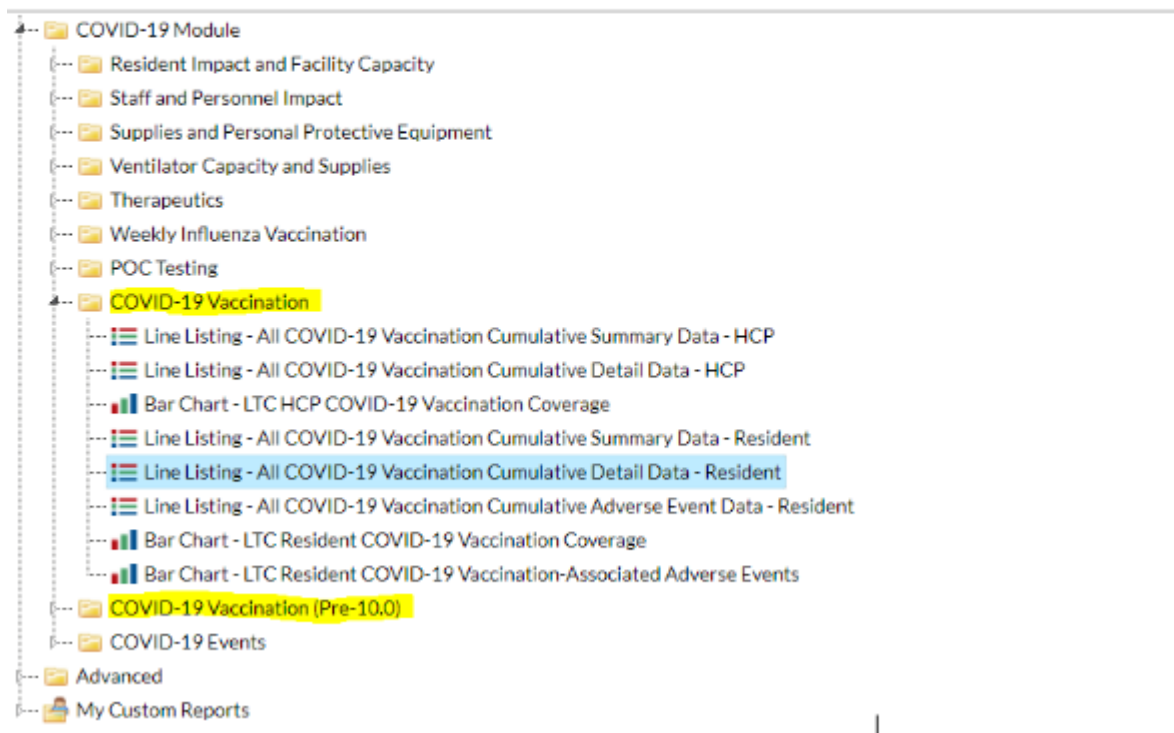 COVID-19 Module
Resident Impact and Facility Capacity
Staff and Personnel Impact
Supplies and Personal Protective Equipment
Ventilator Capacity and Supplies
Therapeutics
Weekly Influenza Vaccination
POC Testing
COVID-19 Vaccination
Line Listing - All COVID-19 Vaccination Cumulative Summary Data - HCP
Line Listing - All COVID-19 Vaccination Cumulative Detail Data - HCP
Bar Chart - LTC HCP COVID-19 Vaccination Coverage
Line Listing - All COVID-19 Vaccination Cumulative Summary Data - Resident
Line Listing - All COVID-19 Vaccination Cumulative Detail Data - Resident
Line Listing - All COVID-19 Vaccination Cumulative Adverse Event Data - Resident
Bar Chart - LTC Resident COVID-19 Vaccination Coverage
Bar Chart - LTC Resident COVID-19 Vaccination-Associated Adverse Events
COVID-19 Vaccination (Pre-10.0)
COVID-19 Events
Advanced
My Custom Reports